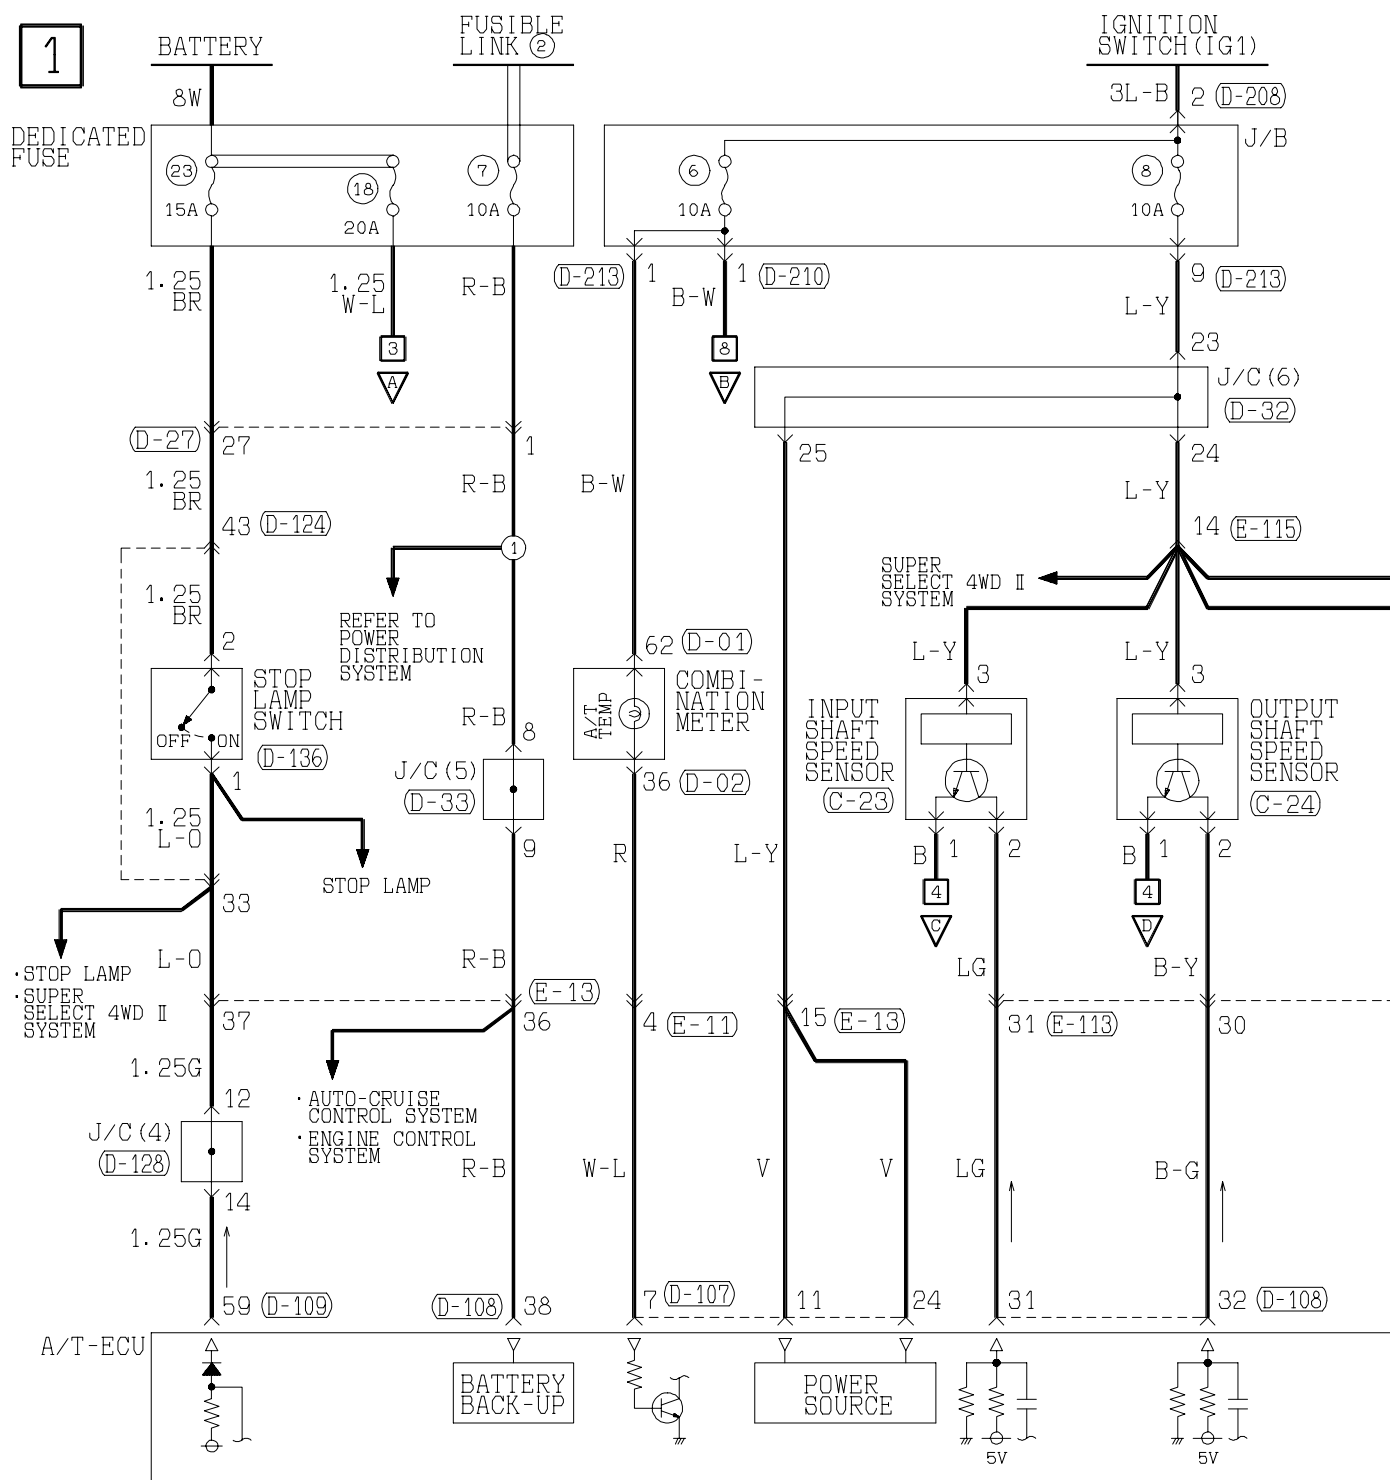 1
BATTERY
FUSIBLE
LINK ②
IGNITION
SWITCH(IG1)
8W
3L-B
2
D-208
DEDICATED
FUSE
J/B
23
15A
18
20A
7
10A
6
10A
8
10A
1.25
BR
1.25
W-L
R-B
D-213
1
B-W
1
D-210
9
D-213
L-Y
3
A
8
B
23
J/C(6)
D-32
D-27
27
1
25
24
1.25
BR
R-B
B-W
L-Y
43
D-124
1
14
E-115
SUPER
SELECT 4WD II
SYSTEM
1.25
BR
REFER TO
POWER
DISTRIBUTION
SYSTEM
2
62
D-01
L-Y
3
L-Y
3
STOP
LAMP
SWITCH
OFF
ON
D-136
R-B
8
A/T
TEMP
COMBI-
NATION
METER
INPUT
SHAFT
SPEED
SENSOR
C-23
OUTPUT
SHAFT
SPEED
SENSOR
C-24
1
J/C(5)
D-33
36
D-02
1.25
L-O
9
R
L-Y
B
1
2
B
1
2
STOP LAMP
4
C
4
D
33
L-O
R-B
LG
B-Y
·STOP LAMP
·SUPER
SELECT 4WD II
SYSTEM
E-13
37
36
4
E-11
15
E-13
31
E-113
30
1.25G
·AUTO-CRUISE
CONTROL SYSTEM
·ENGINE CONTROL
SYSTEM
12
J/C(4)
D-128
R-B
W-L
V
V
LG
B-G
14
1.25G
59
D-109
D-108
38
7
D-107
11
24
31
32
D-108
A/T-ECU
BATTERY
BACK-UP
POWER
SOURCE
5V
5V